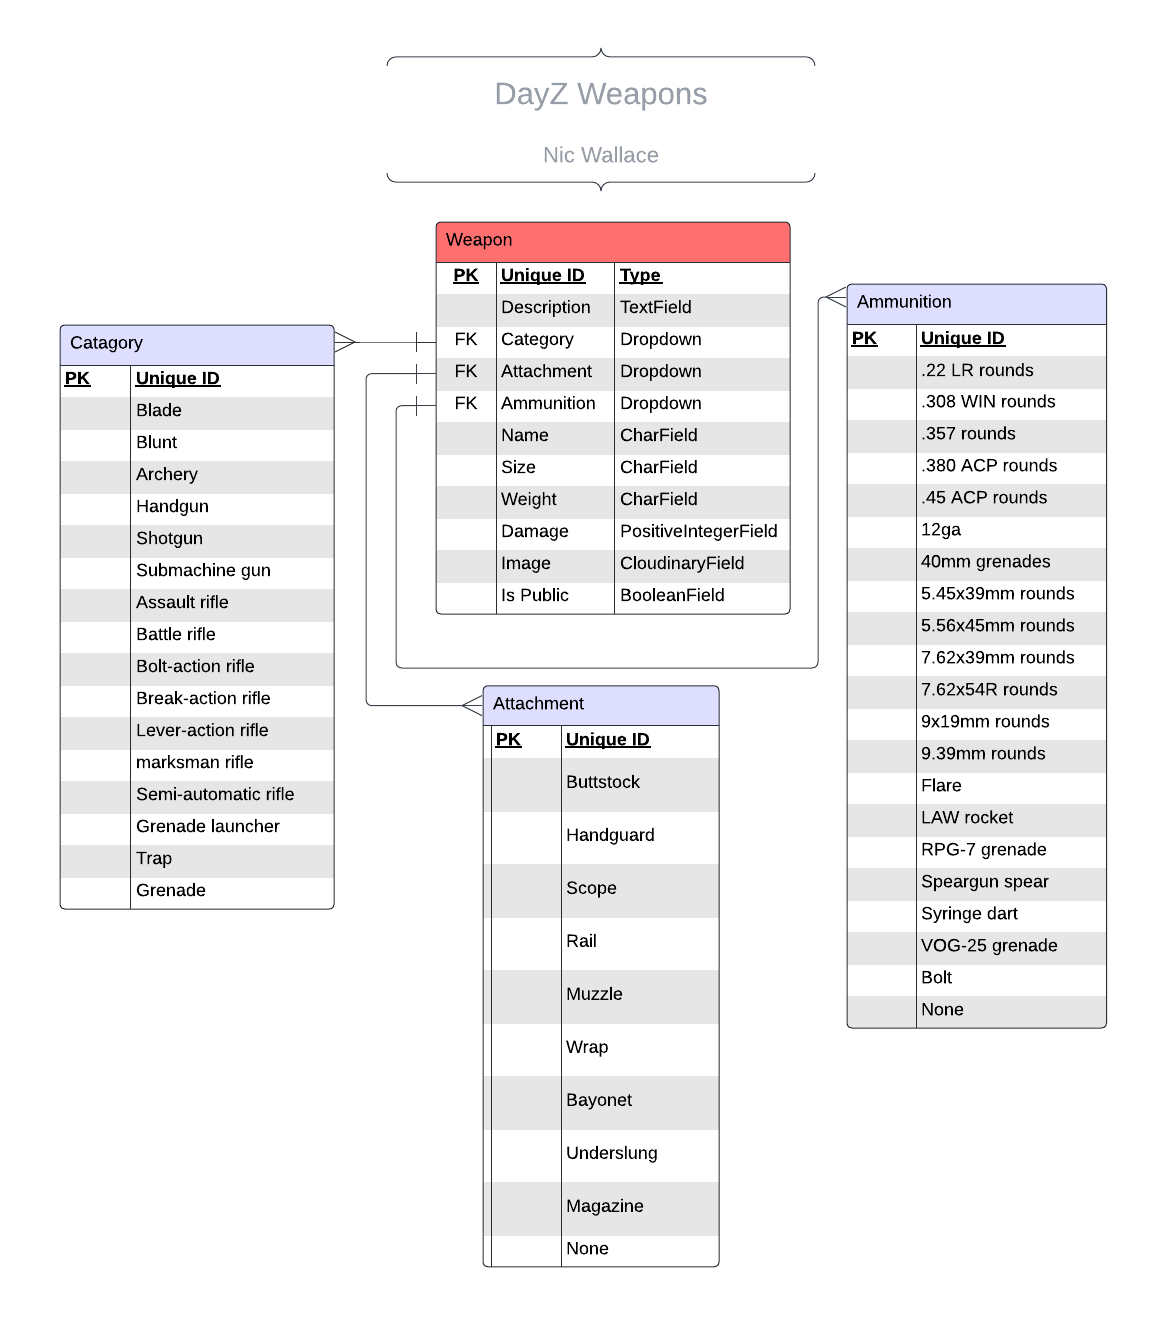 DayZ Weapons
Nic Wallace
Weapon
PK Unique ID Type
Description TextField
FK Category Dropdown
FK Attachment Dropdown
FK Ammunition Dropdown
Name CharField
Size CharField
Weight CharField
Damage PositiveIntegerField
Image CloudinaryField
Is Public BooleanField
Catagory
PK Unique ID
Blade
Blunt
Archery
Handgun
Shotgun
Submachine gun
Assault rifle
Battle rifle
Bolt-action rifle
Break-action rifle
Lever-action rifle
marksman rifle
Semi-automatic rifle
Grenade launcher
Trap
Grenade
Attachment
PK Unique ID
Buttstock
Handguard
Scope
Rail
Muzzle
Wrap
Bayonet
Underslung
Magazine
None
Ammunition
PK Unique ID
.22 LR rounds
.308 WIN rounds
.357 rounds
.380 ACP rounds
.45 ACP rounds
12ga
40mm grenades
5.45x39mm rounds
5.56x45mm rounds
7.62x39mm rounds
7.62x54R rounds
9x19mm rounds
9.39mm rounds
Flare
LAW rocket
RPG-7 grenade
Speargun spear
Syringe dart
VOG-25 grenade
Bolt
None